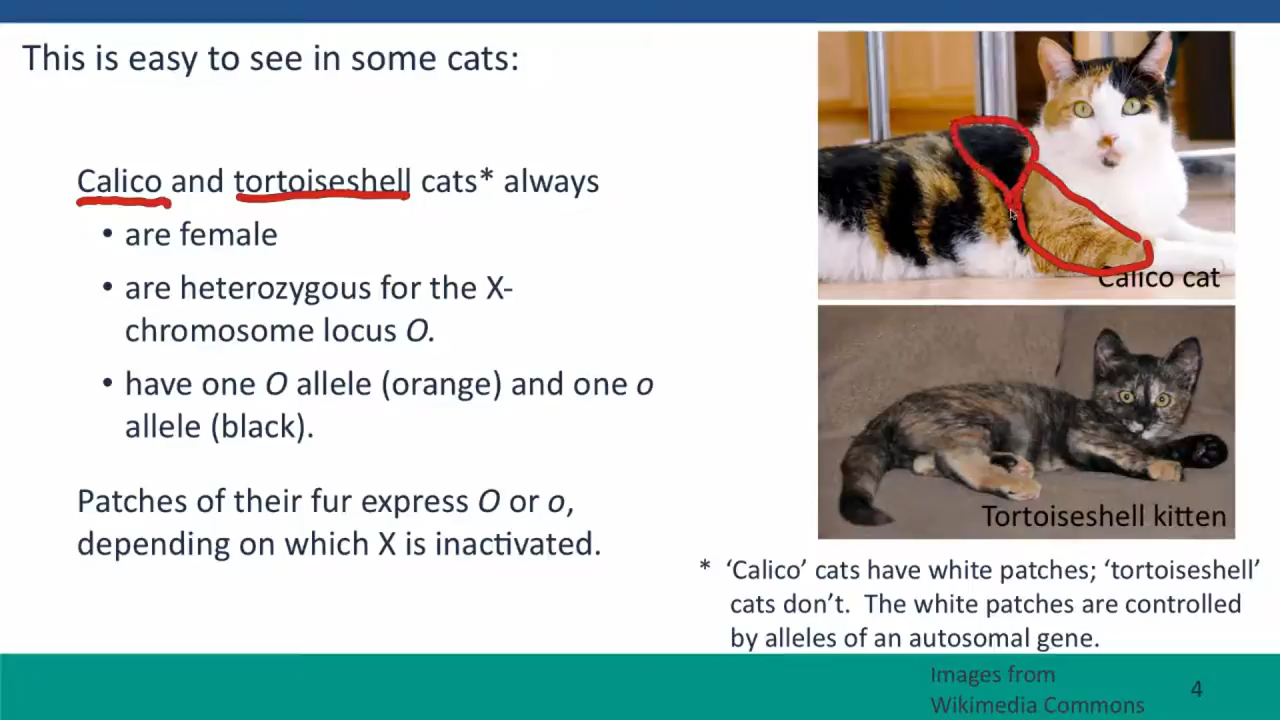 This is easy to see in some cats:
Calico and tortoiseshell cats* always
• are female
• are heterozygous for the X-
chromosome locus O.
• have one O allele (orange) and one o
allele (black).
Patches of their fur express O or o,
depending on which X is inactivated.
Calico cat
Tortoiseshell kitten
* ‘Calico’ cats have white patches; ‘tortoiseshell’
cats don’t. The white patches are controlled
by alleles of an autosomal gene.
Images from
Wikimedia Commons
4